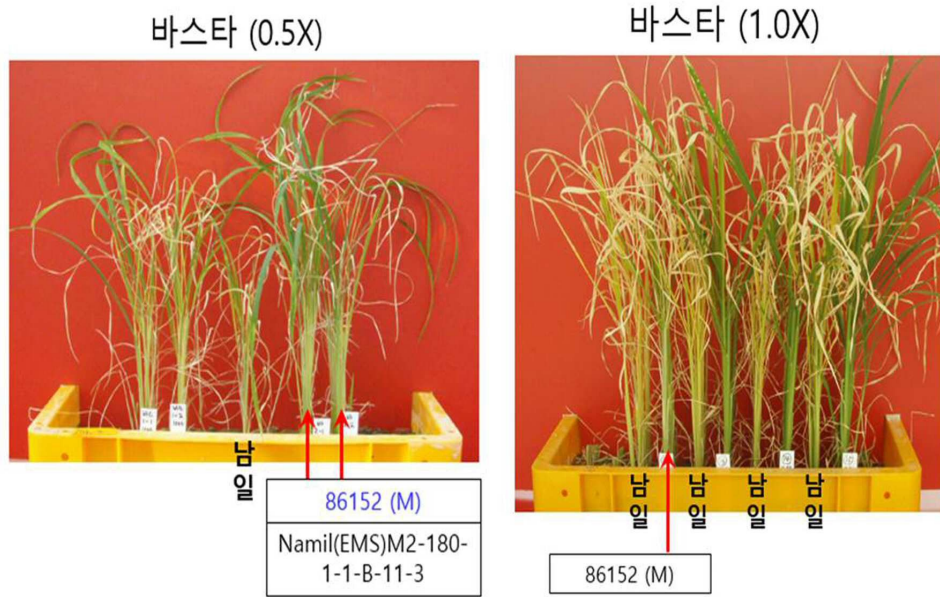 바스타 (0.5X)
바스타 (1.0X)
남
일
86152 (M)
Namil(EMS)M2-180-
1-1-B-11-3
남
일
남
일
남
일
남
일
86152 (M)